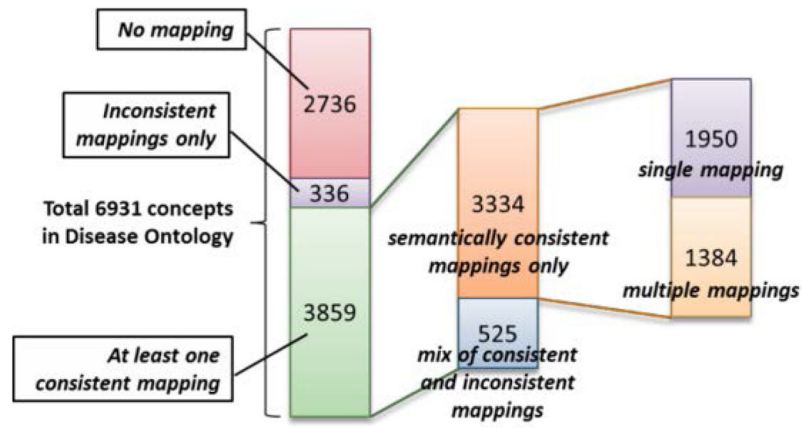 No mapping
2736
Inconsistent
mappings only
336
Total 6931 concepts
in Disease Ontology
3859
At least one
consistent mapping
3334
semantically consistent
mappings only
525
mix of consistent
and inconsistent
mappings
1950
single mapping
1384
multiple mappings